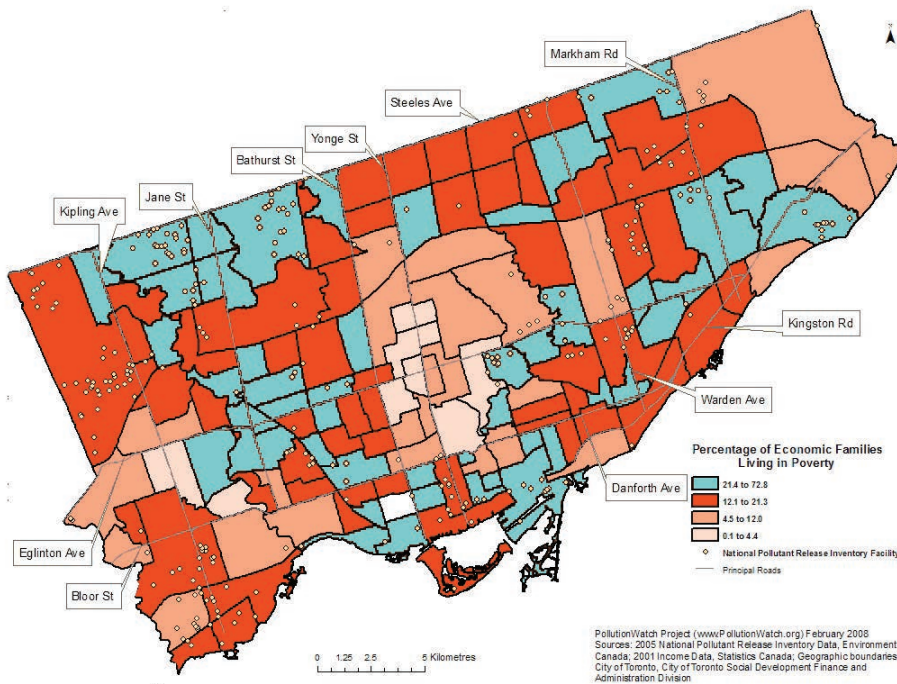 Markham Rd
Steeles Ave
Yonge St
Bathurst St
Jane St
Kipling Ave
Kingston Rd
Warden Ave
Danforth Ave
Eglinton Ave
Bloor St
Percentage of Economic Families
Living in Poverty
21.4 to 72.8
12.1 to 21.3
4.5 to 12.0
0.1 to 4.4
National Pollutant Release Inventory Facility
Principal Roads
0 1.25 2.5 5 Kilometres
PollutionWatch Project (www.PollutionWatch.org) February 2008
Sources: 2005 National Pollutant Release Inventory Data, Environment
Canada; 2001 Income Data, Statistics Canada; Geographic boundaries
City of Toronto, City of Toronto Social Development Finance and
Administration Division